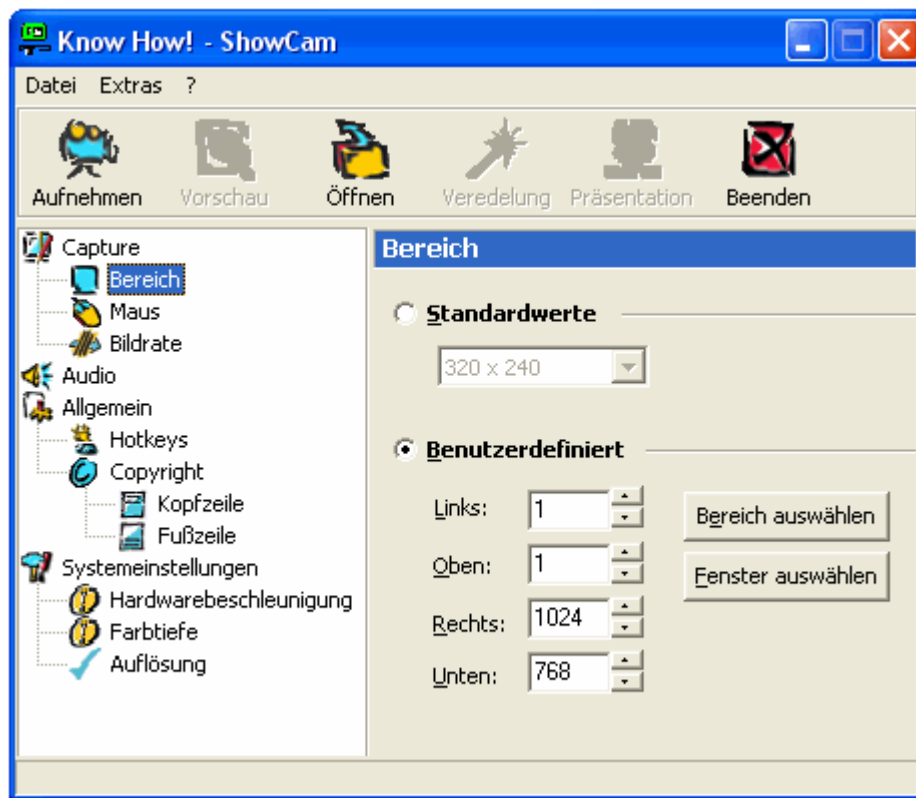 Know How! - ShowCam
Datei Extras ?
Aufnehmen Vorschau Öffnen Veredelung Präsentation Beenden
Capture
Bereich
Maus
Bildrate
Audio
Allgemein
Hotkeys
Copyright
Kopfzeile
Fußzeile
Systemeinstellungen
Hardwarebeschleunigung
Farbtiefe
Auflösung
Bereich
Standardwerte
320 x 240
Benutzerdefiniert
Links: 1
Oben: 1
Rechts: 1024
Unten: 768
Bereich auswählen
Fenster auswählen